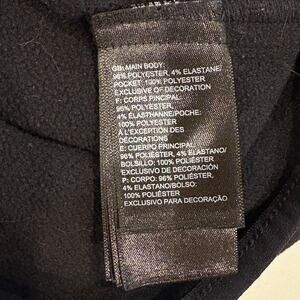 GB: MAIN BODY:
96% POLYESTER, 4% ELASTANE/
POCKET: 100% POLYESTER
EXCLUSIVE OF DECORATION
F: CORPS PINCIPAL:
96% POLYESTER,
4% ÉLASTHANNE/POCHE:
100% POLYESTER
À L'EXCEPTION DES
DÉCORATIONS
E: CUERPO PRINCIPAL:
96% POLIÉSTER, 4% ELASTANO/
BOLSILLO: 100% POLIÉSTER
EXCLUSIVO DE DECORACIÓN
P: CORPO: 96% POLIÉSTER,
4% ELASTANO/BOLSO:
100% POLIÉSTER
EXCLUSIVO PARA DECORAÇÃO